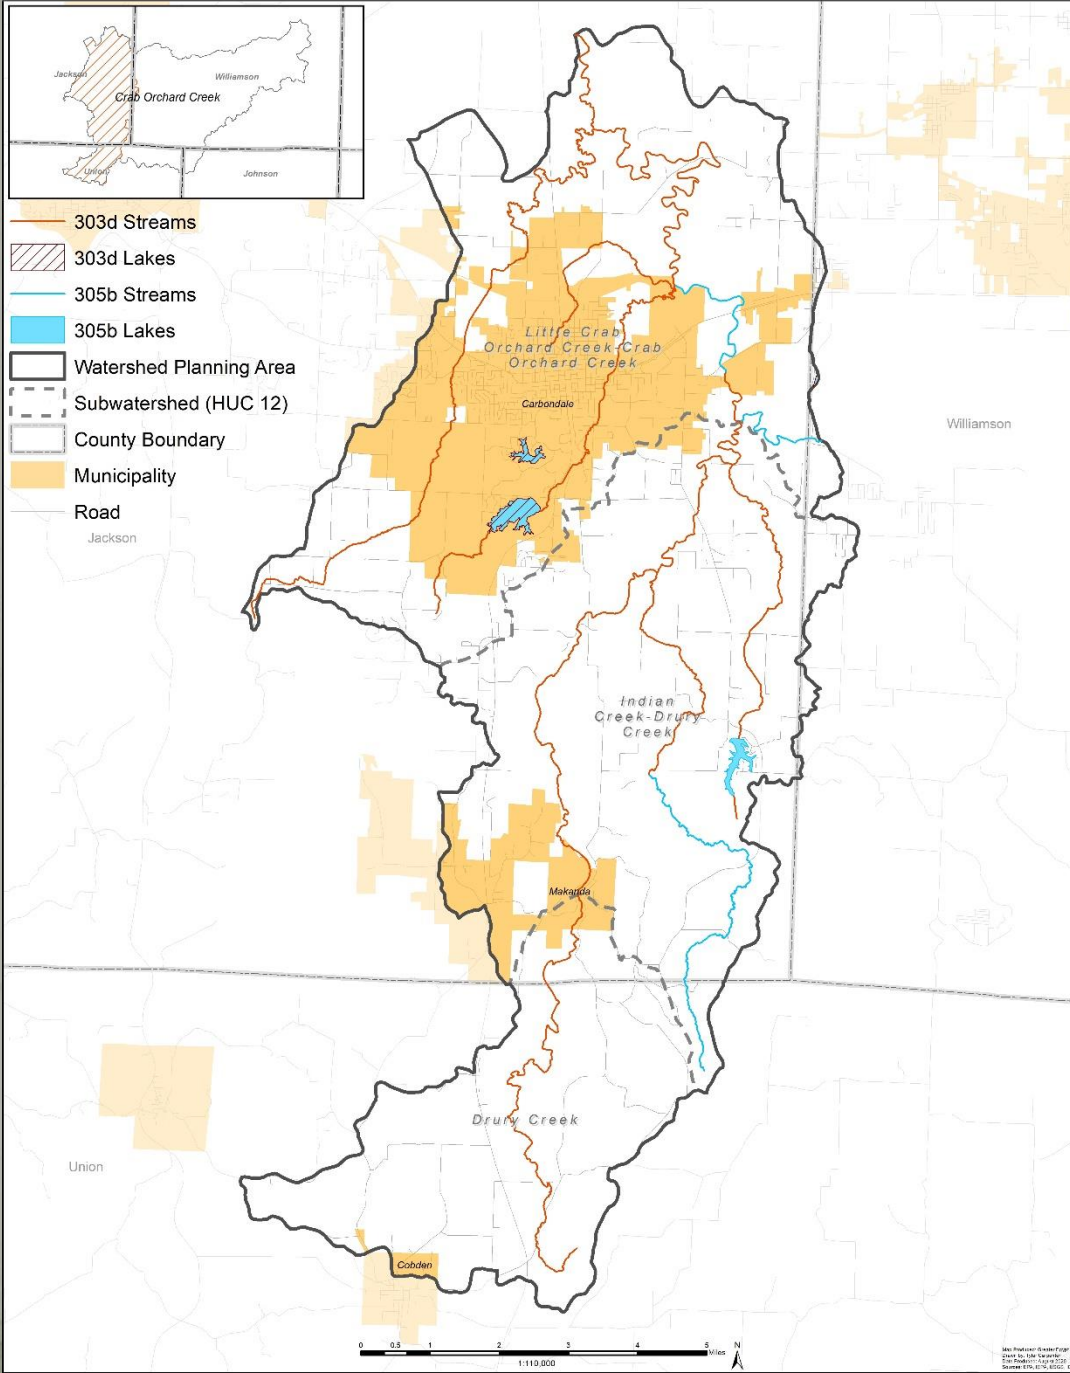 Jackson
Williamson
Crab Orchard Creek
Union
Johnson
303d Streams
303d Lakes
305b Streams
305b Lakes
Watershed Planning Area
Subwatershed (HUC 12)
County Boundary
Municipality
Road
Little Crab
Orchard Creek-Crab
Orchard Creek
Carbondale
Williamson
Jackson
Indian
Creek-Drury
Creek
Makanda
Drury Creek
Union
Cobden
0 0.5 1 2 3 4 5
Miles
N
1:110,000